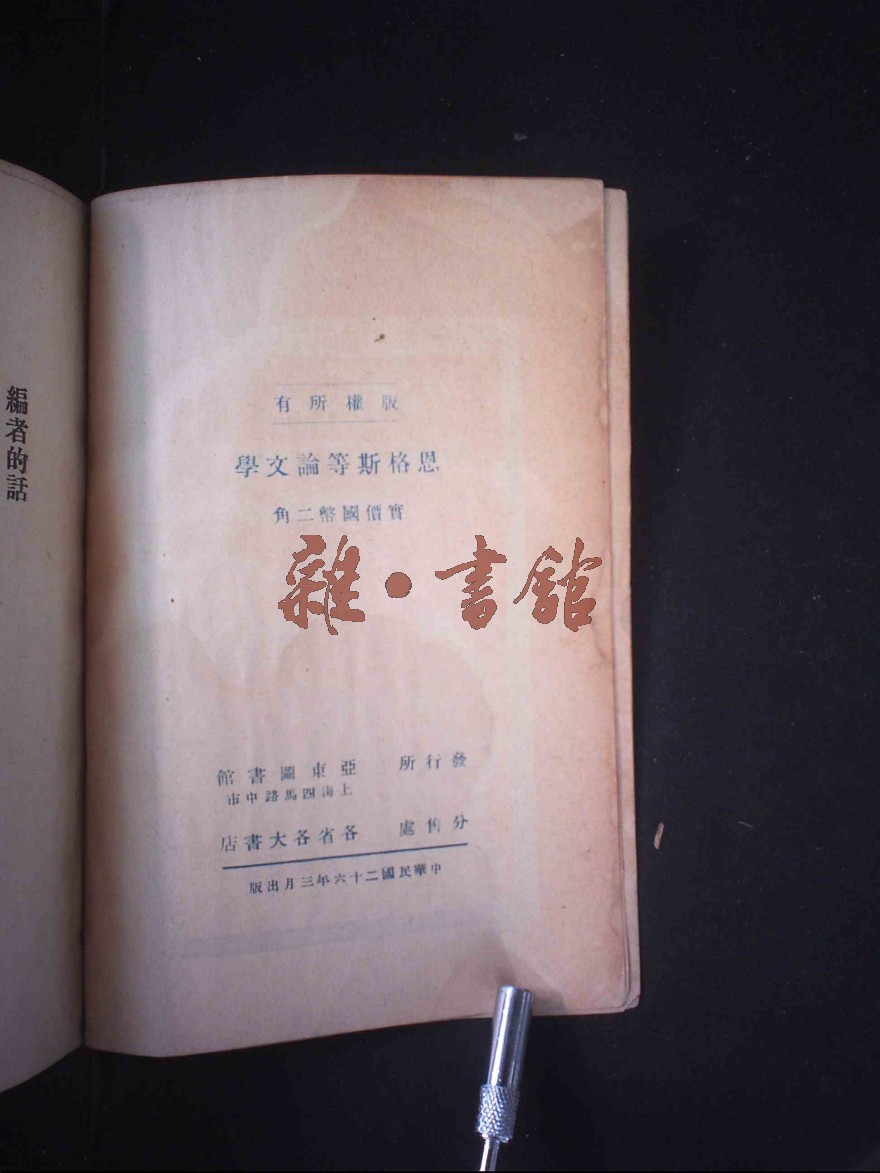 版權所有
恩格斯等論文學
實價國幣二角
雜·書館
發行所 亞東圖書館
上海四馬路中市
分售處 各省各大書店
中華民國二十六年三月出版
編者的話